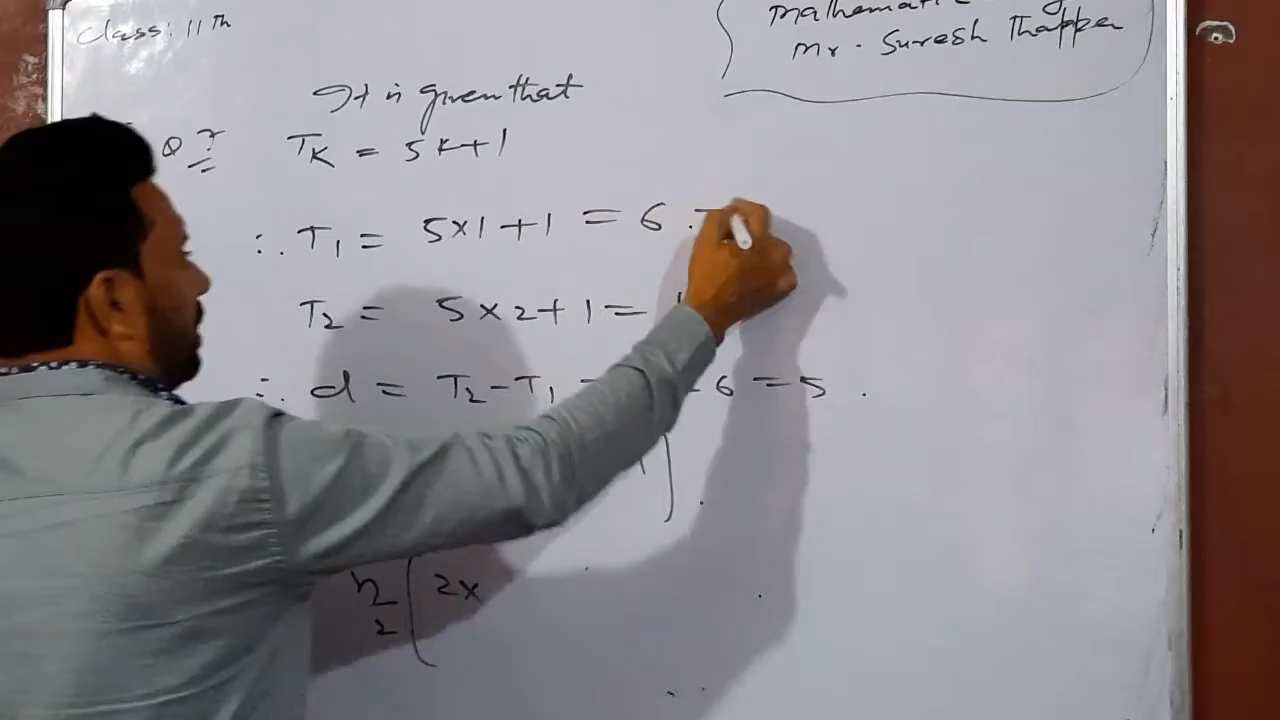 class: 11th
Mr. Suresh Thapper
It is given that
Q 7 TK = 5K+1
∴ T1 = 5×1+1 = 6
T2 = 5×2+1 =
∴ d = T2-T1 = - 6 = 5 .
n/2 ( 2×